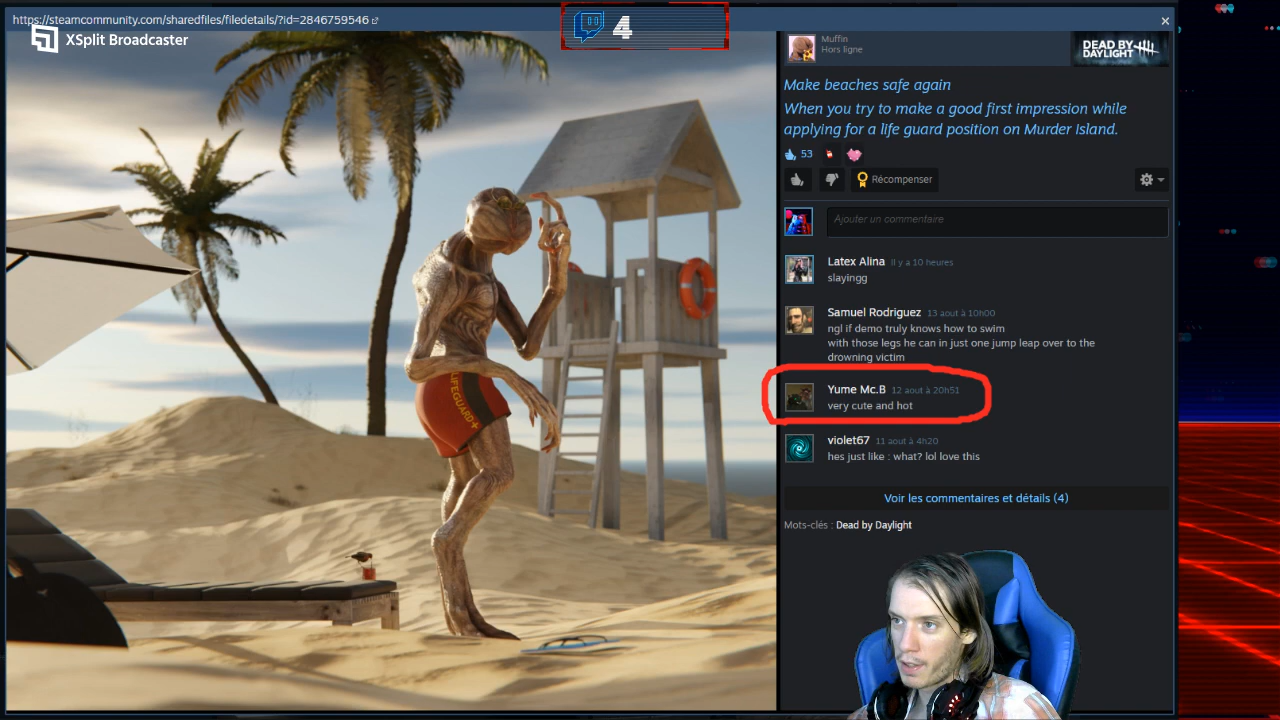 https://steamcommunity.com/sharedfiles/filedetails/?id=2846759546
XSplit Broadcaster
4
Muffin
Hors ligne
DEAD BY
DAYLIGHT
Make beaches safe again
When you try to make a good first impression while
applying for a life guard position on Murder Island.
53
Récompenser
Ajouter un commentaire
Latex Alina Il y a 10 heures
slayingg
Samuel Rodriguez 13 aout à 10h00
ngl if demo truly knows how to swim
with those legs he can in just one jump leap over to the
drowning victim
Yume Mc.B 12 aout à 20h51
very cute and hot
violet67 11 aout à 4h20
hes just like : what? lol love this
Voir les commentaires et détails (4)
Mots-clés : Dead by Daylight
LIFEGUARD+